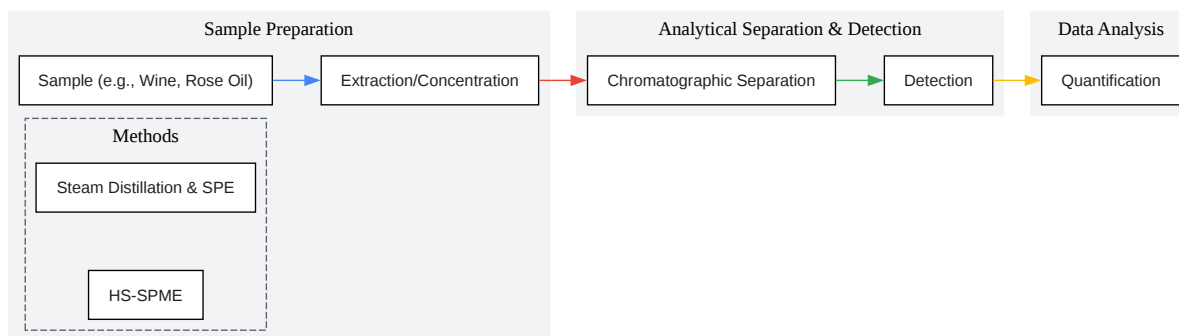 Sample Preparation
Sample (e.g., Wine, Rose Oil)
Extraction/Concentration
Methods
Steam Distillation & SPE
HS-SPME
Analytical Separation & Detection
Chromatographic Separation
Detection
Data Analysis
Quantification